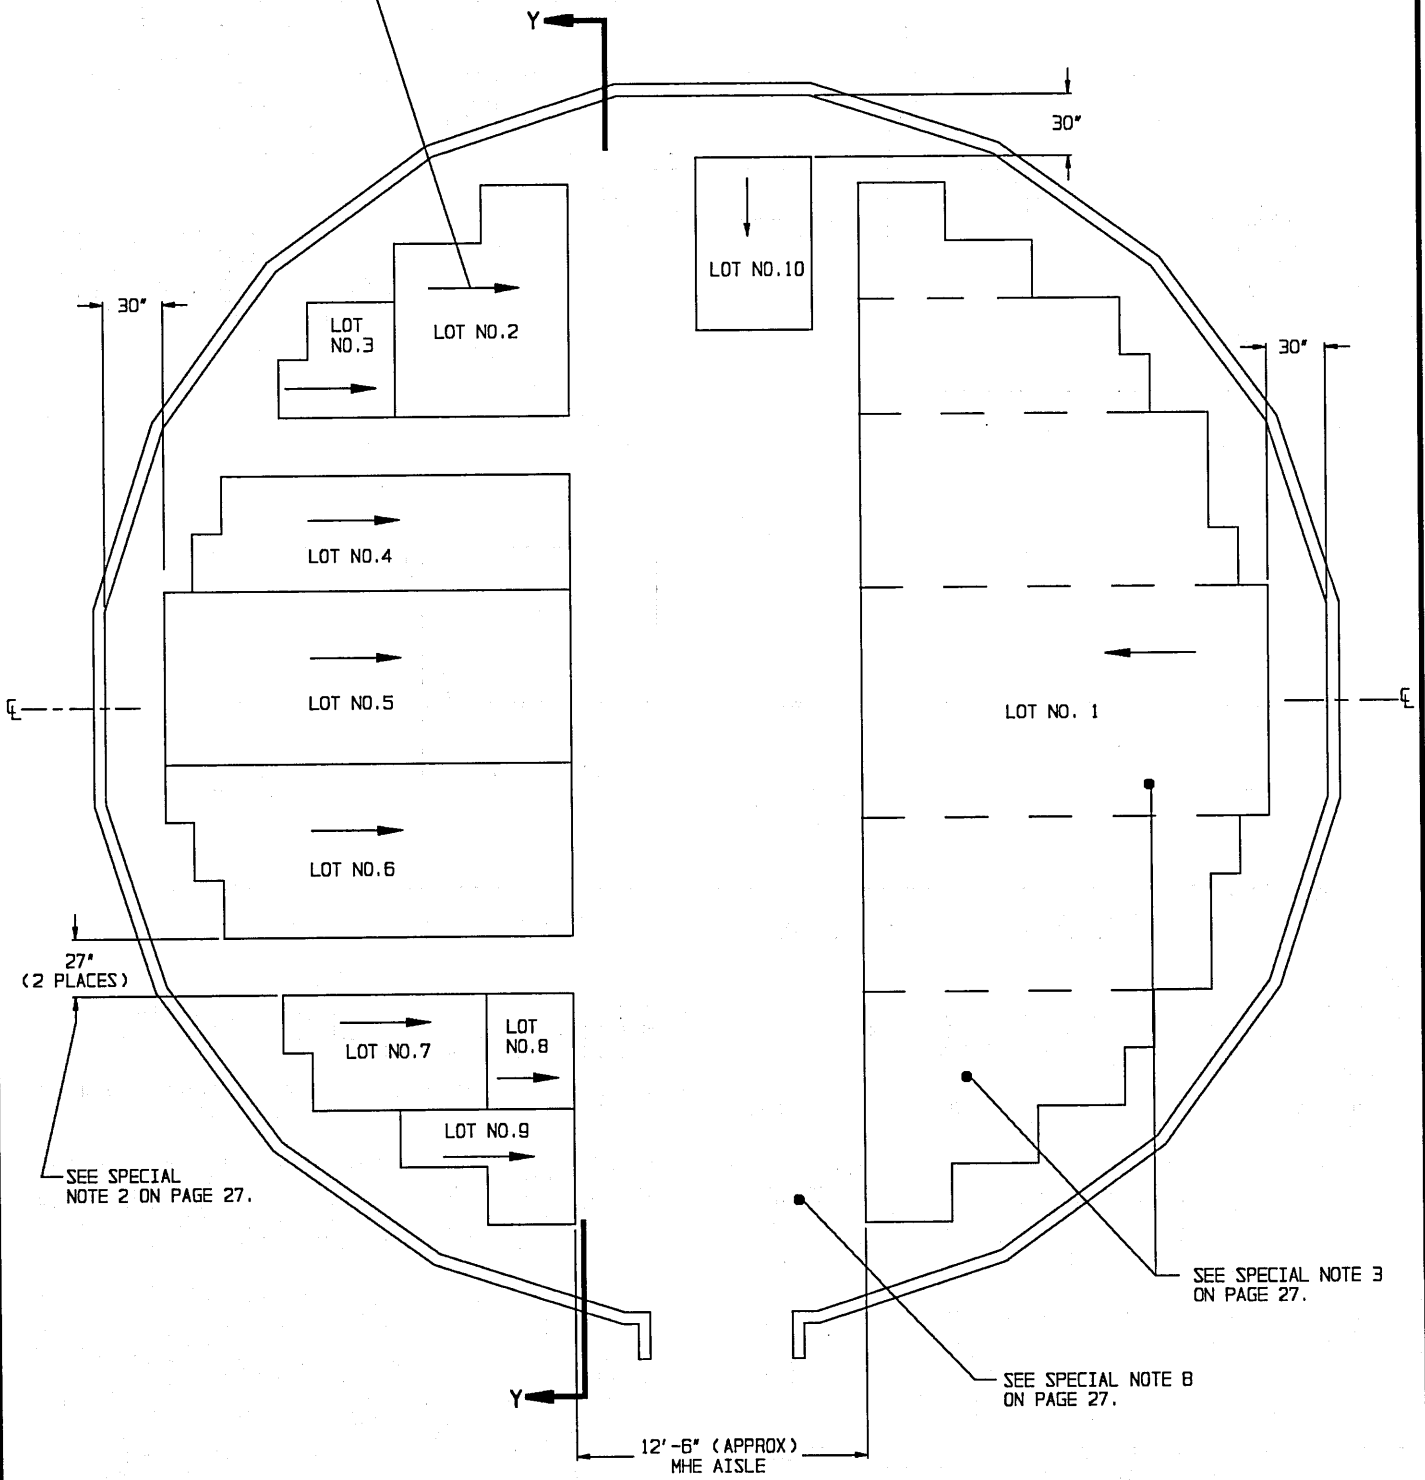 Y
30"
LOT NO.10
30"
LOT
NO.3
LOT NO.2
30"
LOT NO.4
LOT NO.5
LOT NO. 1
℄
℄
LOT NO.6
27"
(2 PLACES)
LOT NO.7
LOT
NO.8
LOT NO.9
SEE SPECIAL
NOTE 2 ON PAGE 27.
SEE SPECIAL NOTE 3
ON PAGE 27.
SEE SPECIAL NOTE 8
ON PAGE 27.
Y
12'-6" (APPROX)
MHE AISLE